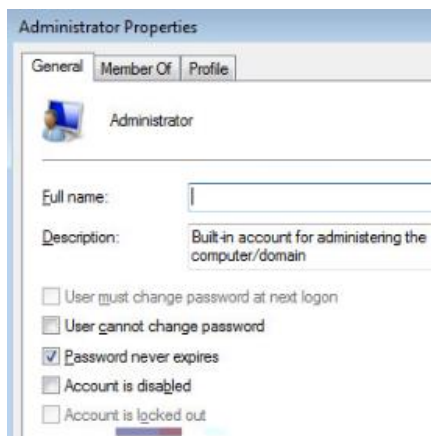 Administrator Properties
General Member Of Profile
Administrator
Full name:
Description: Built-in account for administering the
computer/domain
User must change password at next logon
User cannot change password
Password never expires
Account is disabled
Account is locked out